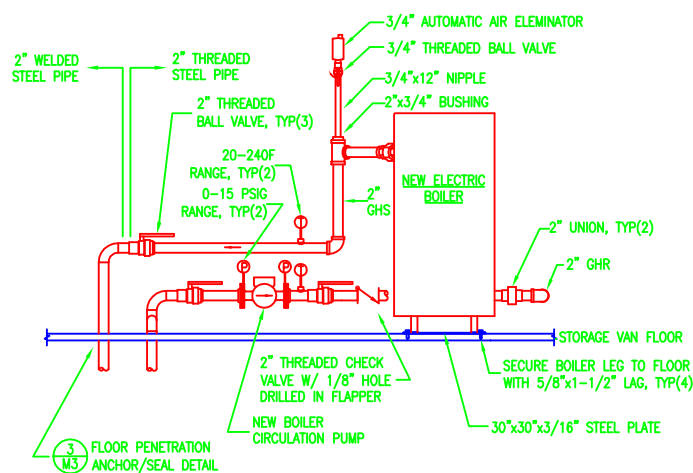 3/4" AUTOMATIC AIR ELEMINATOR
3/4" THREADED BALL VALVE
3/4"x12" NIPPLE
2"x3/4" BUSHING
2" WELDED
STEEL PIPE
2" THREADED
STEEL PIPE
2" THREADED
BALL VALVE, TYP(3)
20-240F
RANGE, TYP(2)
0-15 PSIG
RANGE, TYP(2)
2"
GHS
NEW ELECTRIC
BOILER
T
P
P
T
2" UNION, TYP(2)
2" GHR
STORAGE VAN FLOOR
SECURE BOILER LEG TO FLOOR
WITH 5/8"x1-1/2" LAG, TYP(4)
30"x30"x3/16" STEEL PLATE
2" THREADED CHECK
VALVE W/ 1/8" HOLE
DRILLED IN FLAPPER
NEW BOILER
CIRCULATION PUMP
3
M3
FLOOR PENETRATION
ANCHOR/SEAL DETAIL